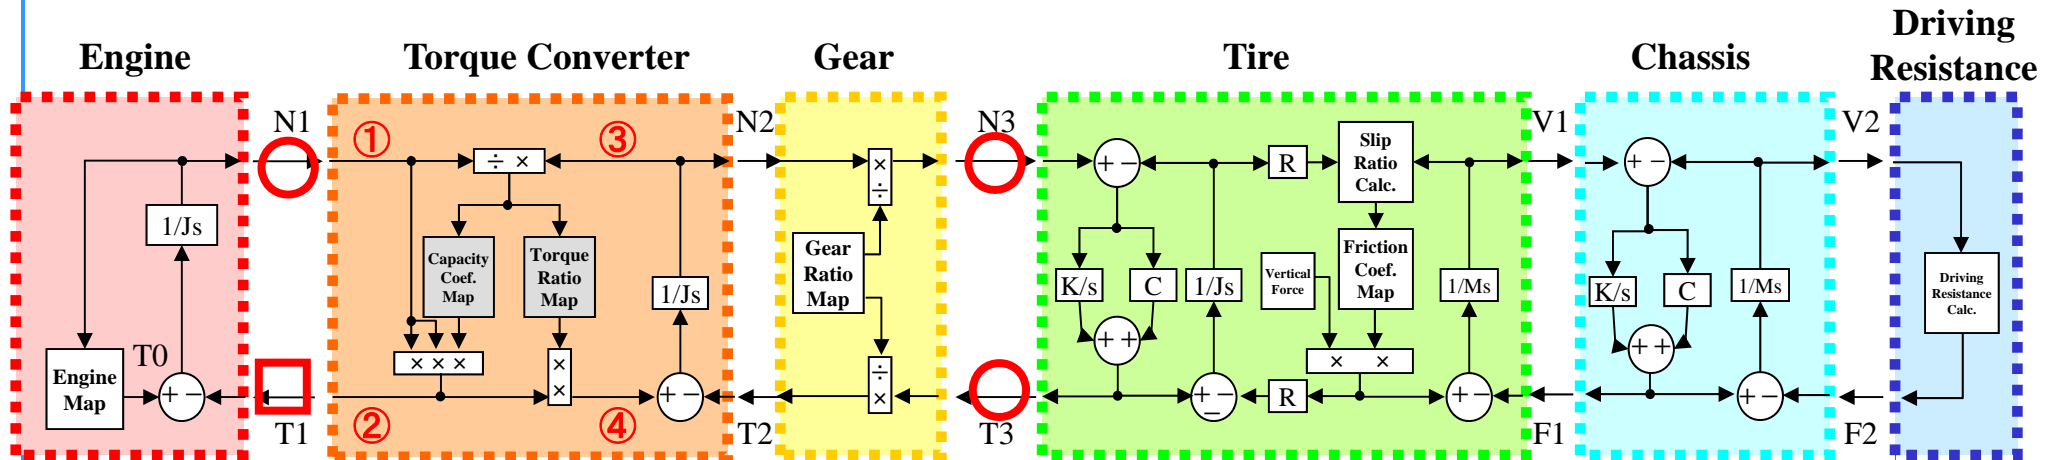 Engine
Torque Converter
Gear
Tire
Chassis
Driving
Resistance
N1
①
③
N2
N3
V1
V2
÷ ×
×
÷
+ −
R
Slip
Ratio
Calc.
+ −
1/Js
Capacity
Coef.
Map
Torque
Ratio
Map
1/Js
Gear
Ratio
Map
K/s
C
1/Js
Vertical
Force
Friction
Coef.
Map
1/Ms
K/s
C
1/Ms
Driving
Resistance
Calc.
Engine
Map
T0
+ −
× × ×
×
×
+ −
÷
×
+ +
+ −
−
R
× ×
+ −
+ +
+ −
T1
②
④
T2
T3
F1
F2